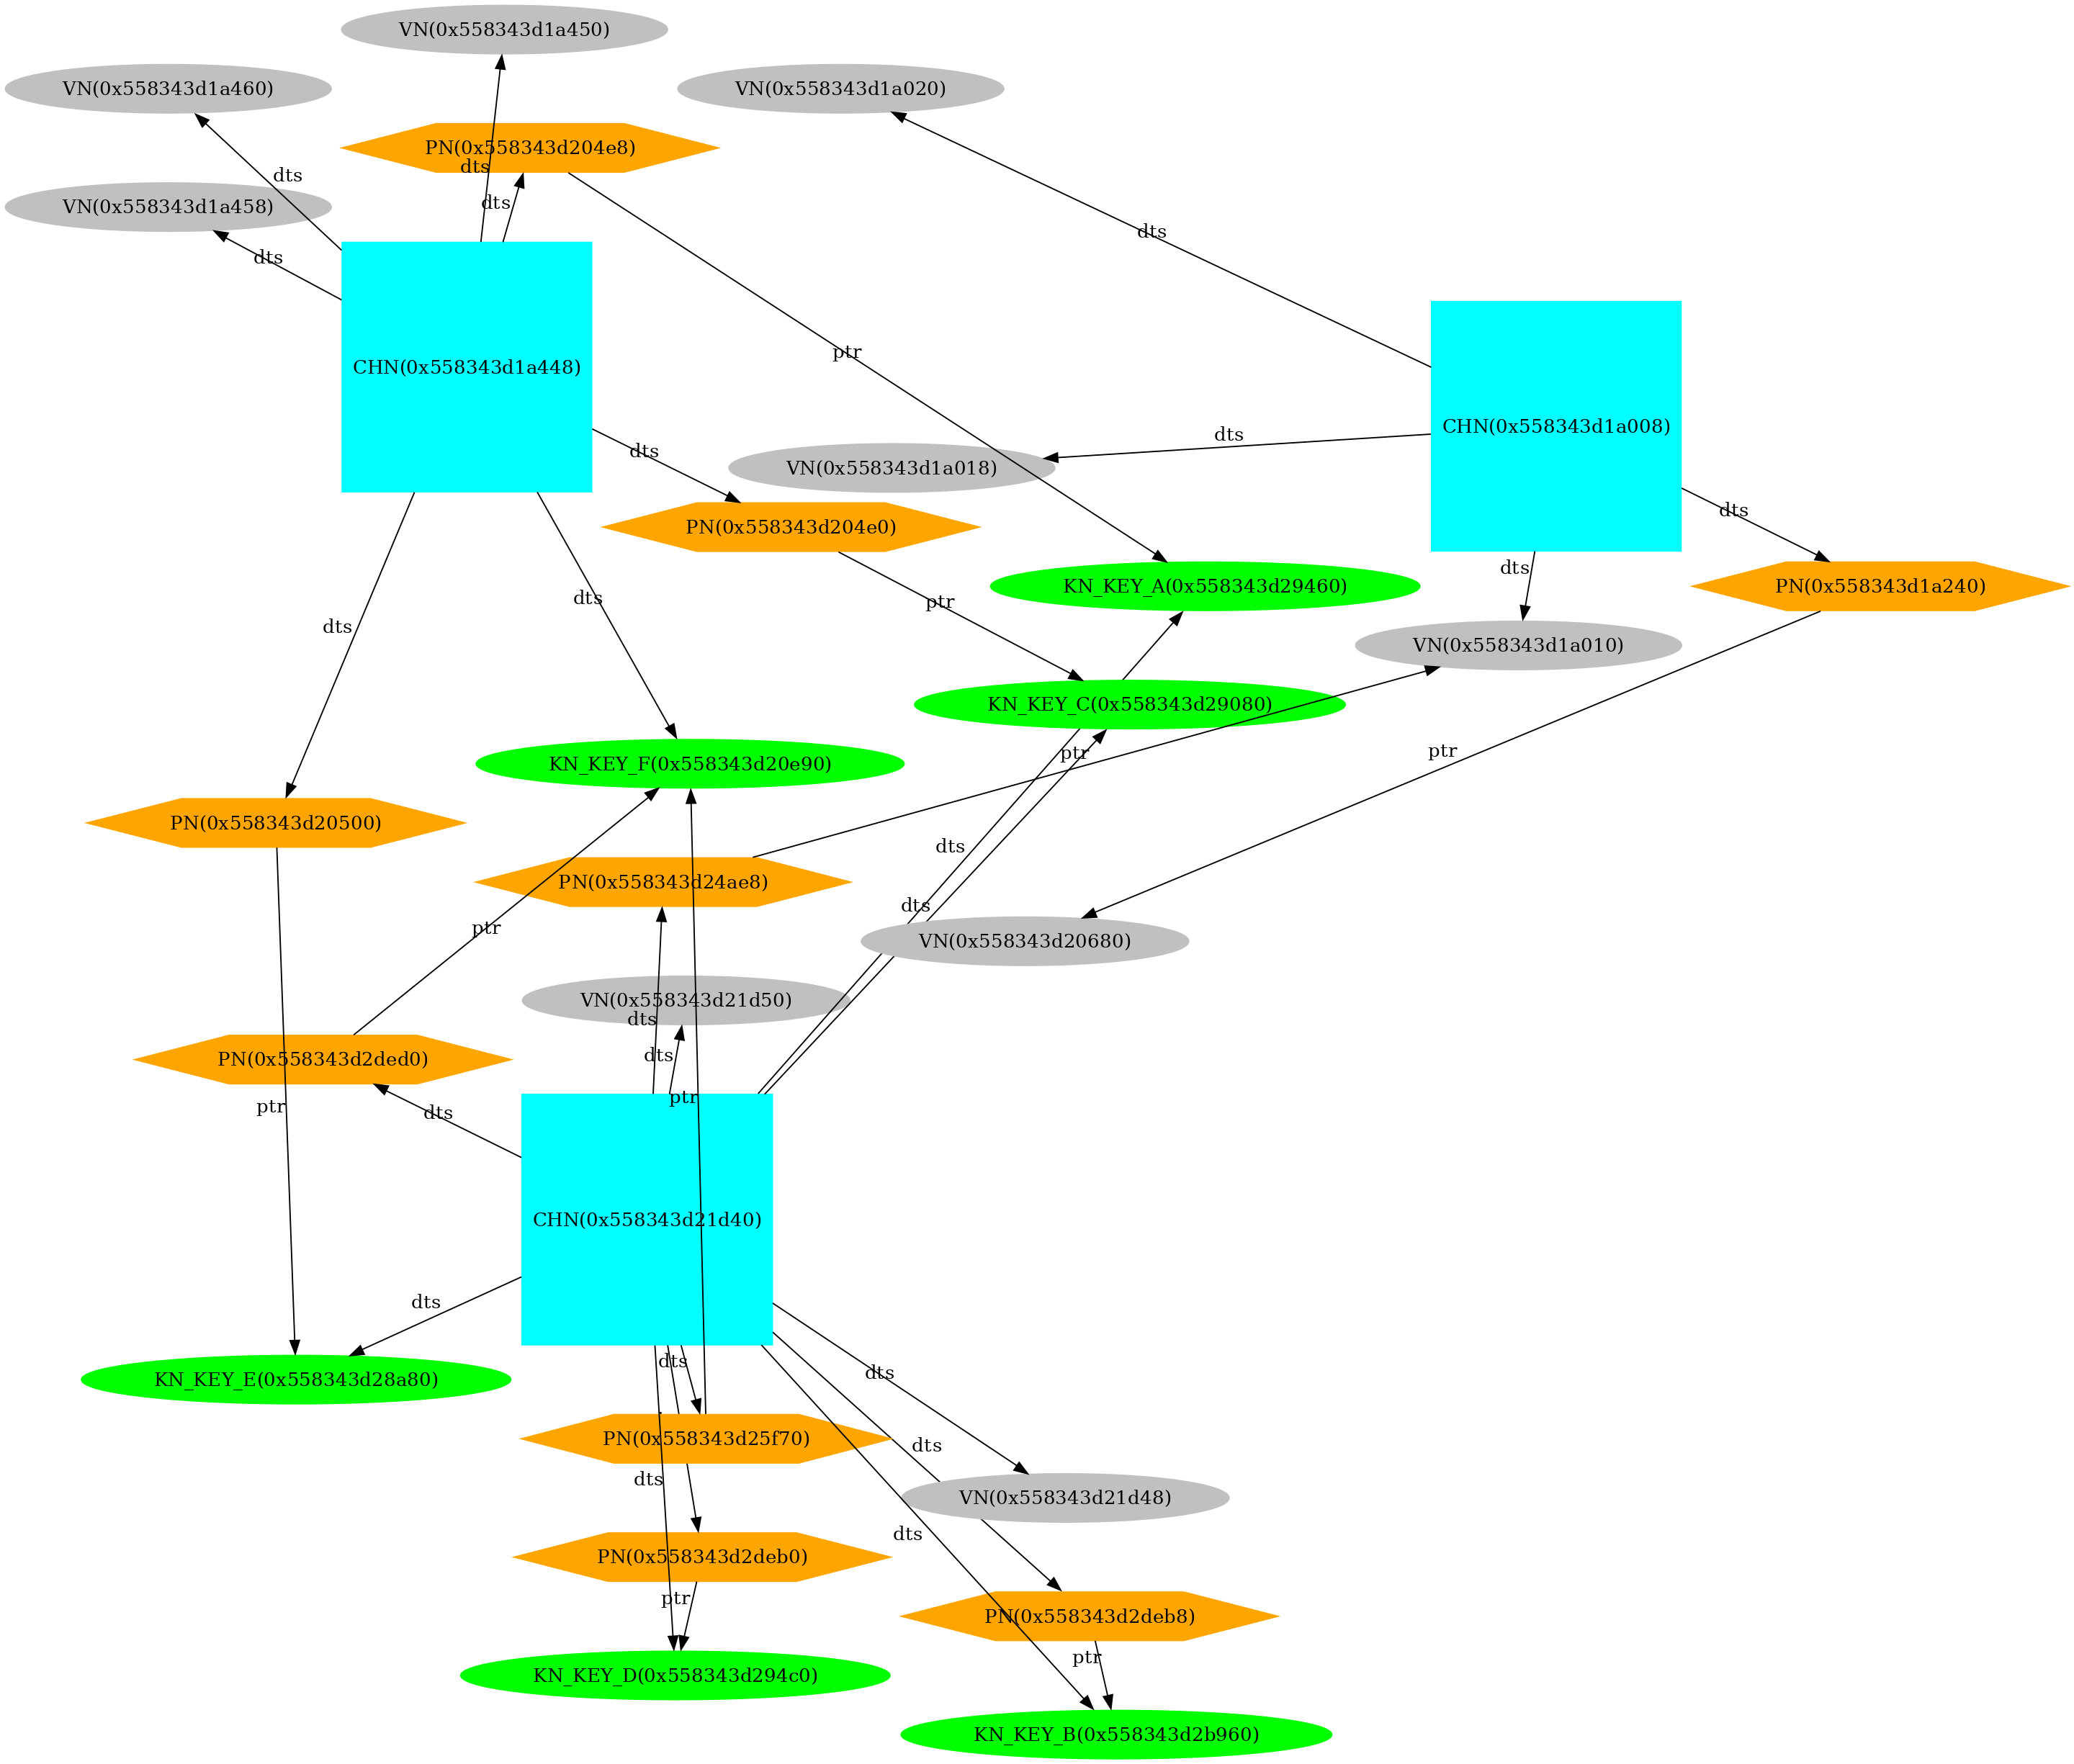 VN(0x558343d1a450)
VN(0x558343d1a460)
VN(0x558343d1a020)
PN(0x558343d204e8)
dts
dts
dts
VN(0x558343d1a458)
dts
dts
CHN(0x558343d1a448)
ptr
CHN(0x558343d1a008)
dts
dts
VN(0x558343d1a018)
dts
PN(0x558343d204e0)
dts
KN_KEY_A(0x558343d29460)
PN(0x558343d1a240)
dts
ptr
dts
VN(0x558343d1a010)
KN_KEY_C(0x558343d29080)
ptr
ptr
KN_KEY_F(0x558343d20e90)
PN(0x558343d20500)
dts
PN(0x558343d24ae8)
dts
ptr
VN(0x558343d20680)
VN(0x558343d21d50)
dts
dts
PN(0x558343d2ded0)
ptr
ptr
dts
CHN(0x558343d21d40)
dts
dts
dts
KN_KEY_E(0x558343d28a80)
PN(0x558343d25f70)
dts
dts
VN(0x558343d21d48)
dts
PN(0x558343d2deb0)
ptr
PN(0x558343d2deb8)
ptr
KN_KEY_D(0x558343d294c0)
KN_KEY_B(0x558343d2b960)